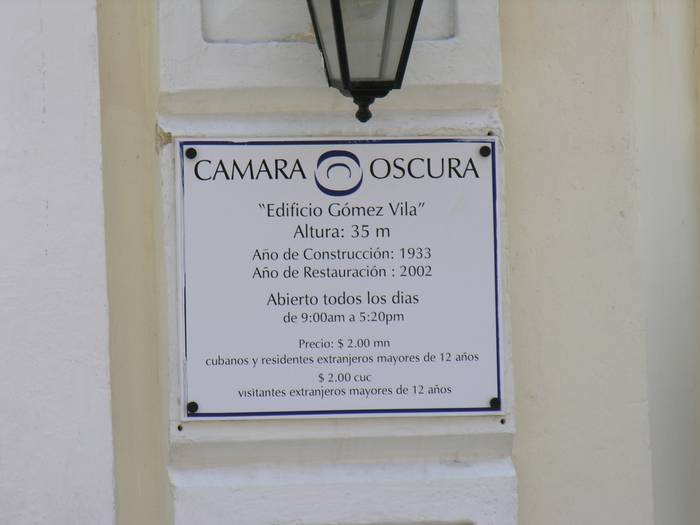 CAMARA OSCURA
"Edificio Gómez Vila"
Altura: 35 m
Año de Construcción: 1933
Año de Restauración : 2002
Abierto todos los dias
de 9:00am a 5:20pm
Precio: $ 2.00 mn
cubanos y residentes extranjeros mayores de 12 años
$ 2.00 cuc
visitantes extranjeros mayores de 12 años